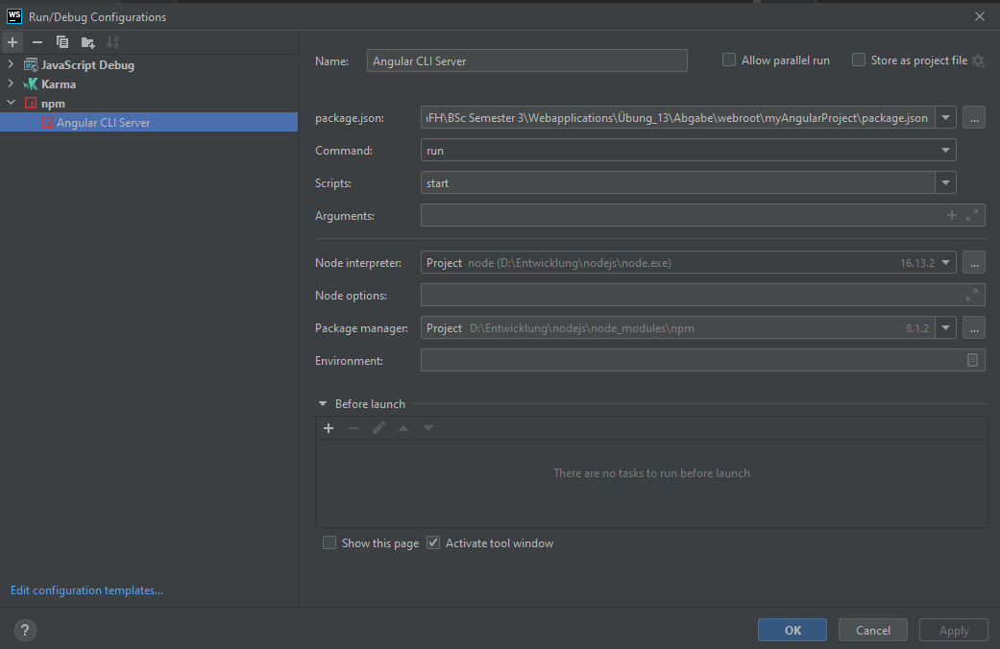 WS Run/Debug Configurations
JavaScript Debug
Karma
npm
Angular CLI Server
Edit configuration templates...
Name: Angular CLI Server Allow parallel run Store as project file
package.json: FH\BSc Semester 3\Webapplications\Übung_13\Abgabe\webroot\myAngularProject\package.json ...
Command: run
Scripts: start
Arguments:
Node interpreter: Project node (D:\Entwicklung\nodejs\node.exe) 16.13.2 ...
Node options:
Package manager: Project D:\Entwicklung\nodejs\node_modules\npm 8.1.2 ...
Environment:
Before launch
There are no tasks to run before launch
Show this page Activate tool window
? OK Cancel Apply